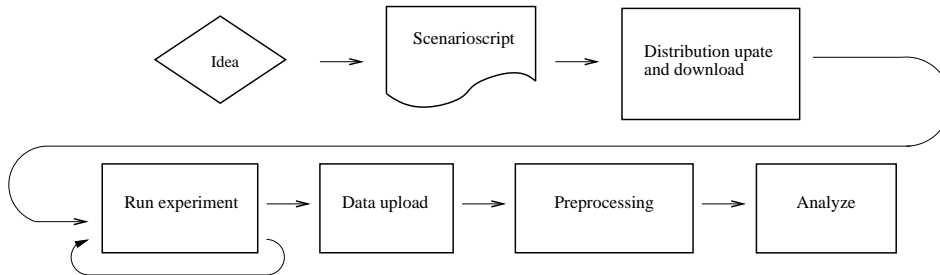 Idea
Scenarioscript
Distribution upate
and download
Run experiment
Data upload
Preprocessing
Analyze